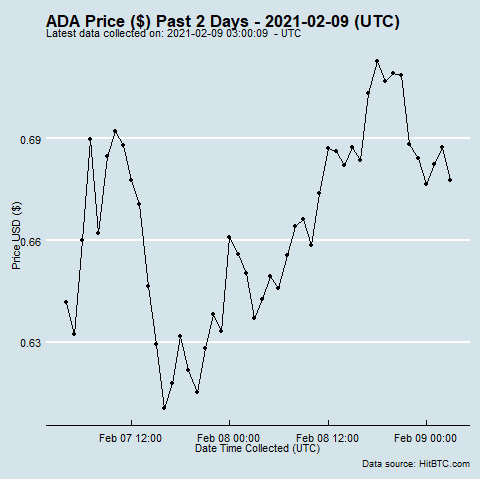 ADA Price ($) Past 2 Days - 2021-02-09 (UTC)
Latest data collected on: 2021-02-09 03:00:09 - UTC
0.69
0.66
0.63
Price USD ($)
Feb 07 12:00 Feb 08 00:00 Feb 08 12:00 Feb 09 00:00
Date Time Collected (UTC)
Data source: HitBTC.com